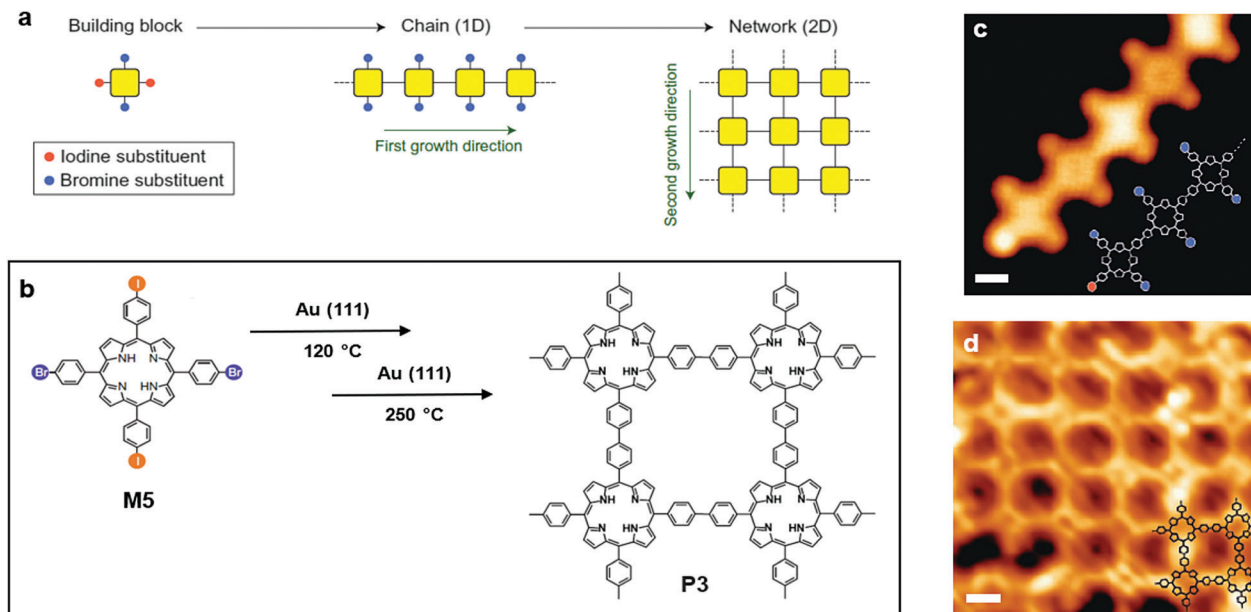 a
Building block
Chain (1D)
Network (2D)
Iodine substituent
Bromine substituent
First growth direction
Second growth direction
b
I
Br
Br
I
NH
N
N
HN
M5
Au (111)
120 °C
Au (111)
250 °C
NH
N
N
HN
NH
N
N
HN
NH
N
N
HN
NH
N
N
HN
P3
c
d